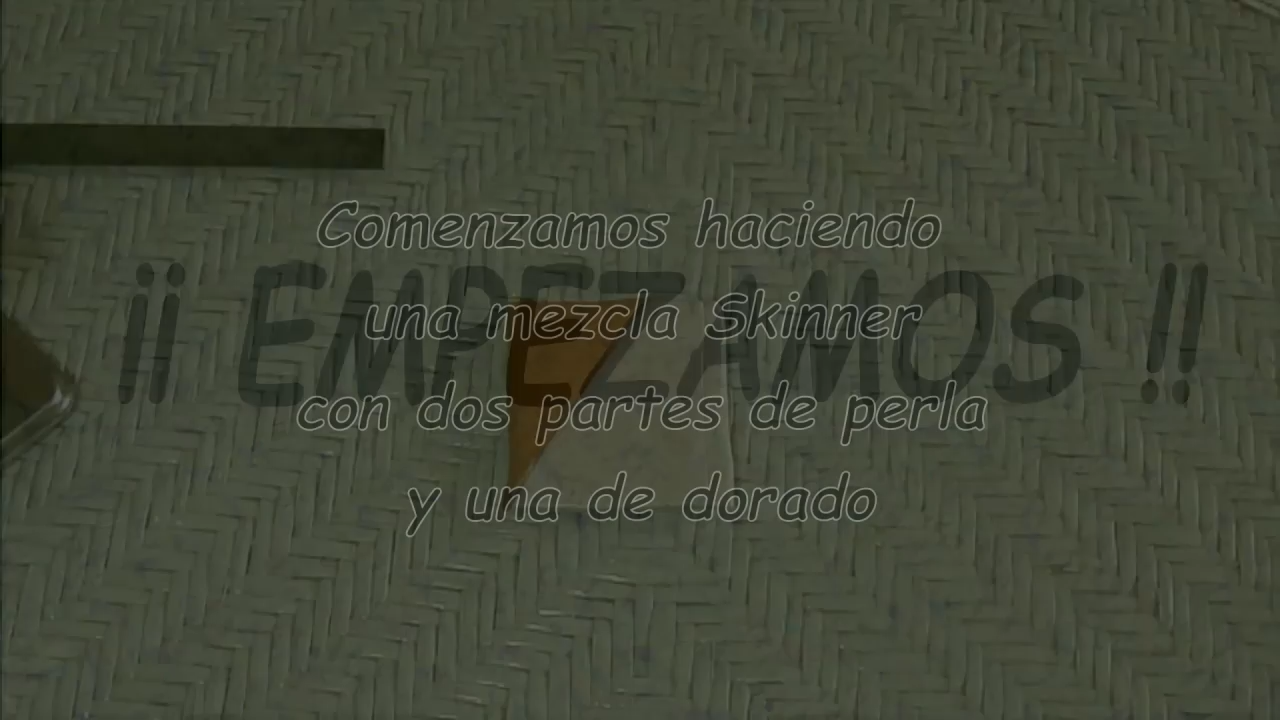 Comenzamos haciendo
¡¡ EMPEZAMOS !!
una mezcla Skinner
con dos partes de perla
y una de dorado